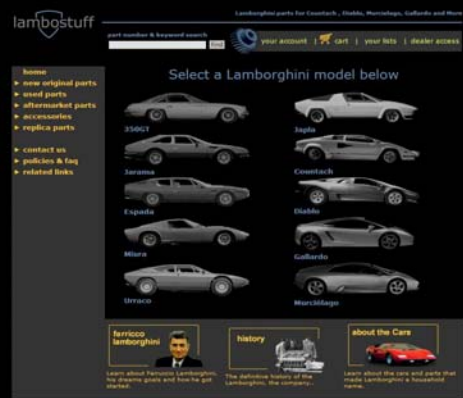 lambostuff
Lamborghini parts for Countach , Diablo, Murcielago, Gallardo and More
part number & keyword search
find
your account | cart | your lists | dealer access
home
new original parts
used parts
aftermarket parts
accessories
replica parts
contact us
policies & faq
related links
Select a Lamborghini model below
350GT
Jalpa
Jarama
Countach
Espada
Diablo
Miura
Gallardo
Urraco
Murciélago
farricco
lamborghini
Learn about Ferruccio Lamborghini,
his dreams goals and how he got
started.
history
The definitive history of the
Lamborghini, the company...
about the Cars
Learn about the cars and parts that
made Lamborghini a household
name.